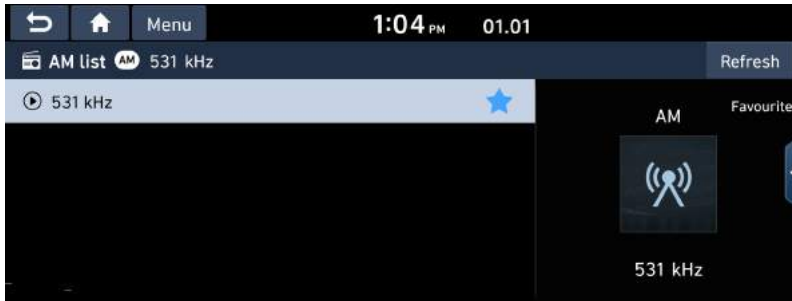 Menu 1:04 PM 01.01
AM list AM 531 kHz Refresh
531 kHz
AM Favourite
531 kHz